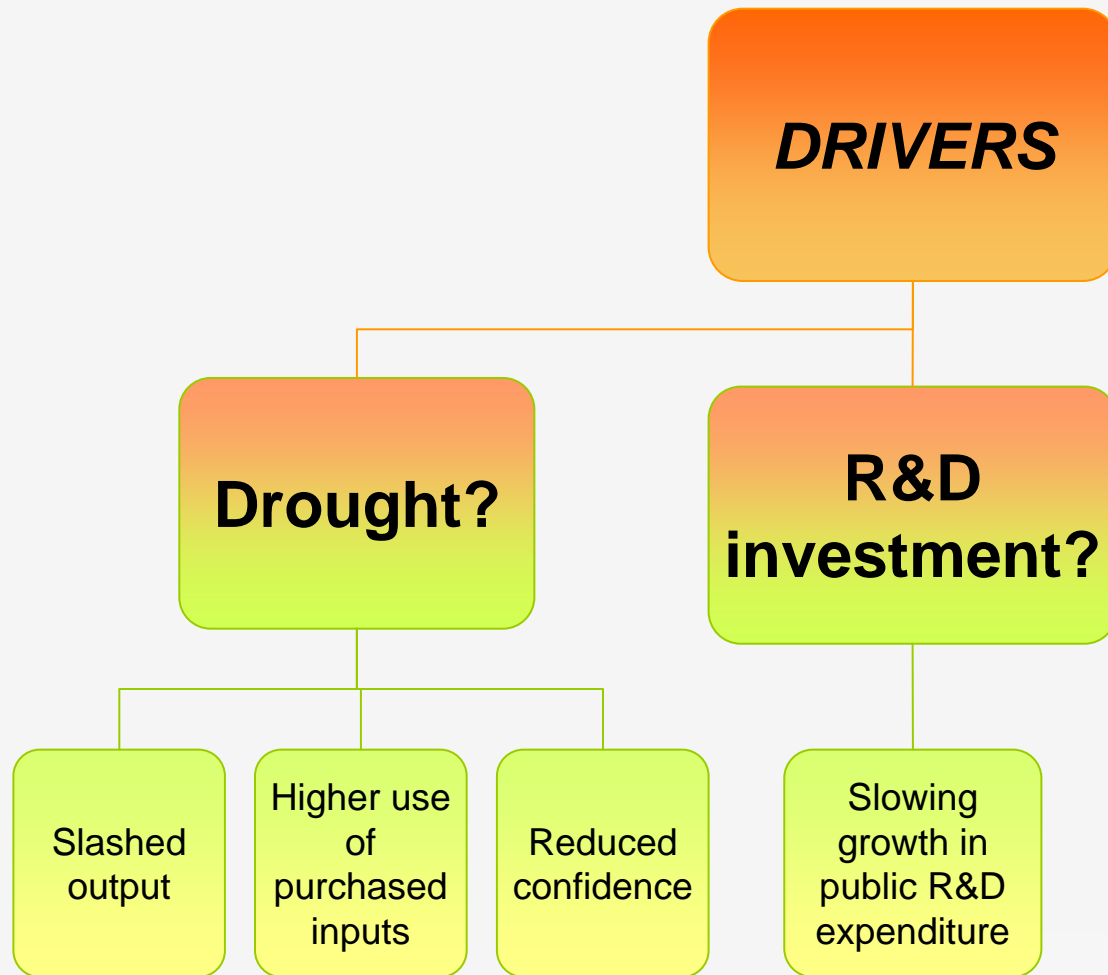 DRIVERS
Drought?
R&D
investment?
Slashed
output
Higher use
of
purchased
inputs
Reduced
confidence
Slowing
growth in
public R&D
expenditure